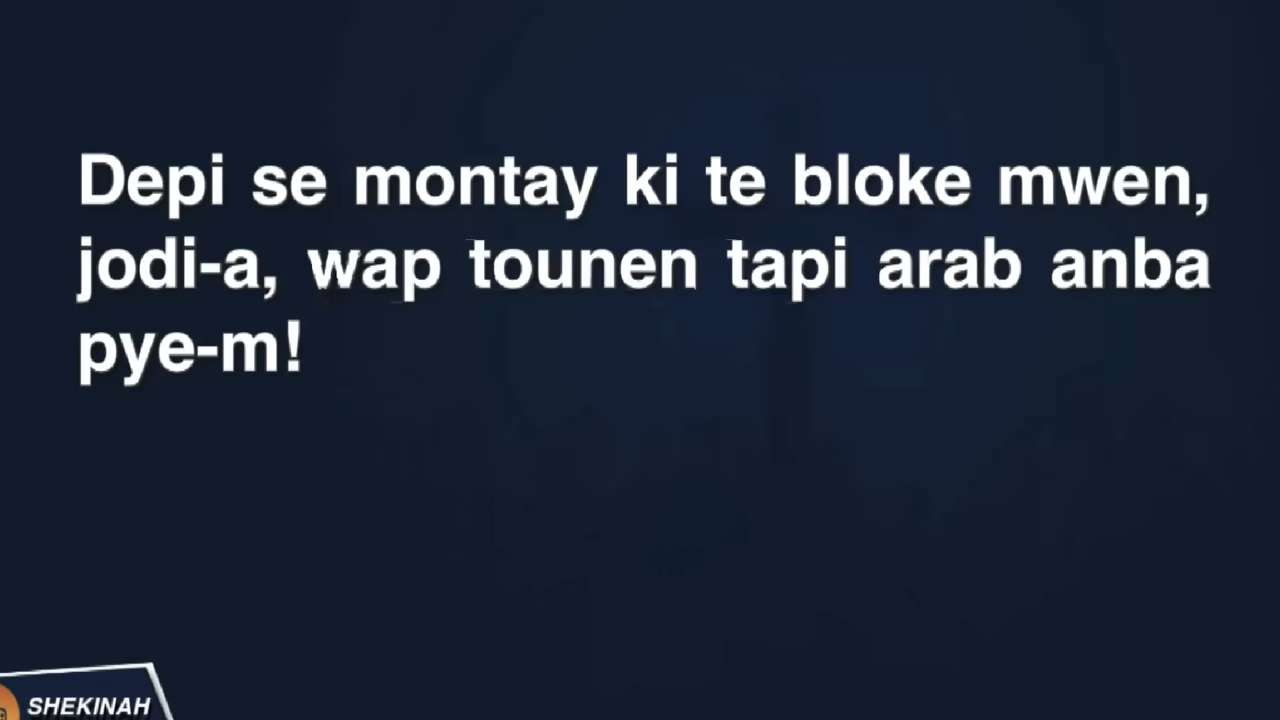 Depi se montay ki te bloke mwen,
jodi-a, wap tounen tapi arab anba
pye-m!
SHEKINAH